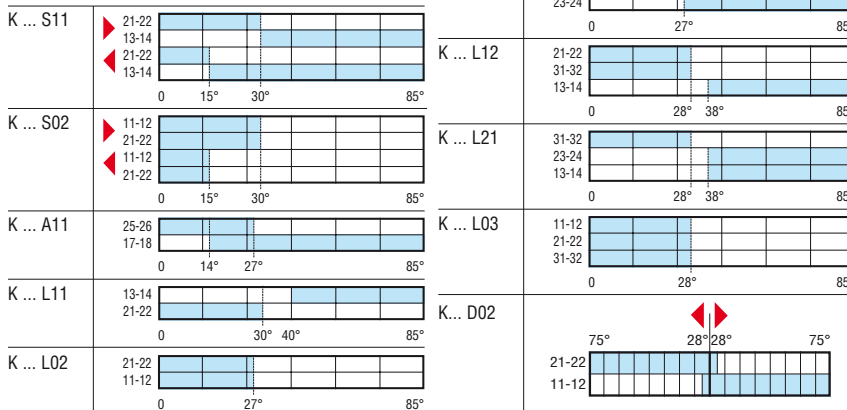 K ... S11
21-22
13-14
21-22
13-14
0 15° 30° 85°
K ... S02
11-12
21-22
11-12
21-22
0 15° 30° 85°
K ... A11
25-26
17-18
0 14° 27° 85°
K ... L11
13-14
21-22
0 30° 40° 85°
K ... L02
21-22
11-12
0 27° 85°
23-24
0 27° 85
K ... L12
21-22
31-32
13-14
0 28° 38° 85
K ... L21
31-32
23-24
13-14
0 28° 38° 85
K ... L03
11-12
21-22
31-32
0 28° 85
K... D02
75° 28° 28° 75°
21-22
11-12